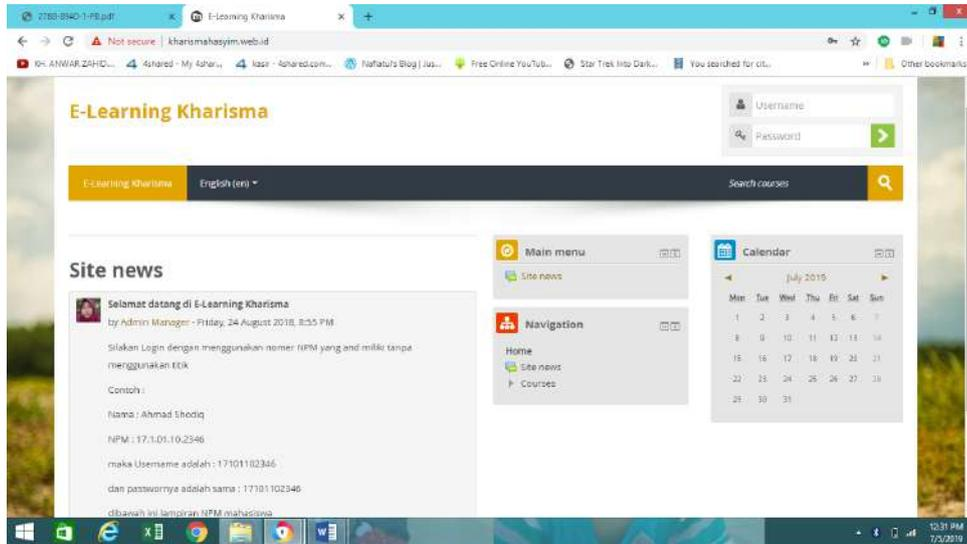 2788-8940-1-PB.pdf
E-Learning Kharisma
Not secure | kharismahasyim.web.id
KH. ANWAR ZAHID...
4shared - My 4shar...
kasir - 4shared.com...
Nafiatul's Blog | Jus...
Free Online YouTub...
Star Trek Into Dark...
You searched for cit...
Other bookmarks
E-Learning Kharisma
Username
Password
E-Learning Kharisma
English (en)
Search courses
Site news
Selamat datang di E-Learning Kharisma
by Admin Manager - Friday, 24 August 2018, 8:55 PM
Silakan Login dengan menggunakan nomer NPM yang and miliki tanpa
menggunakan titik
Contoh :
Nama : Ahmad Shodiq
NPM : 17.1.01.10.2346
maka Username adalah : 17101102346
dan passwornya adalah sama : 17101102346
dibawah ini lampiran NPM mahasiswa
Main menu
Site news
Navigation
Home
Site news
Courses
Calendar
July 2019
Mon Tue Wed Thu Fri Sat Sun
1 2 3 4 5 6 7
8 9 10 11 12 13 14
15 16 17 18 19 20 21
22 23 24 25 26 27 28
29 30 31
12:31 PM
7/5/2019